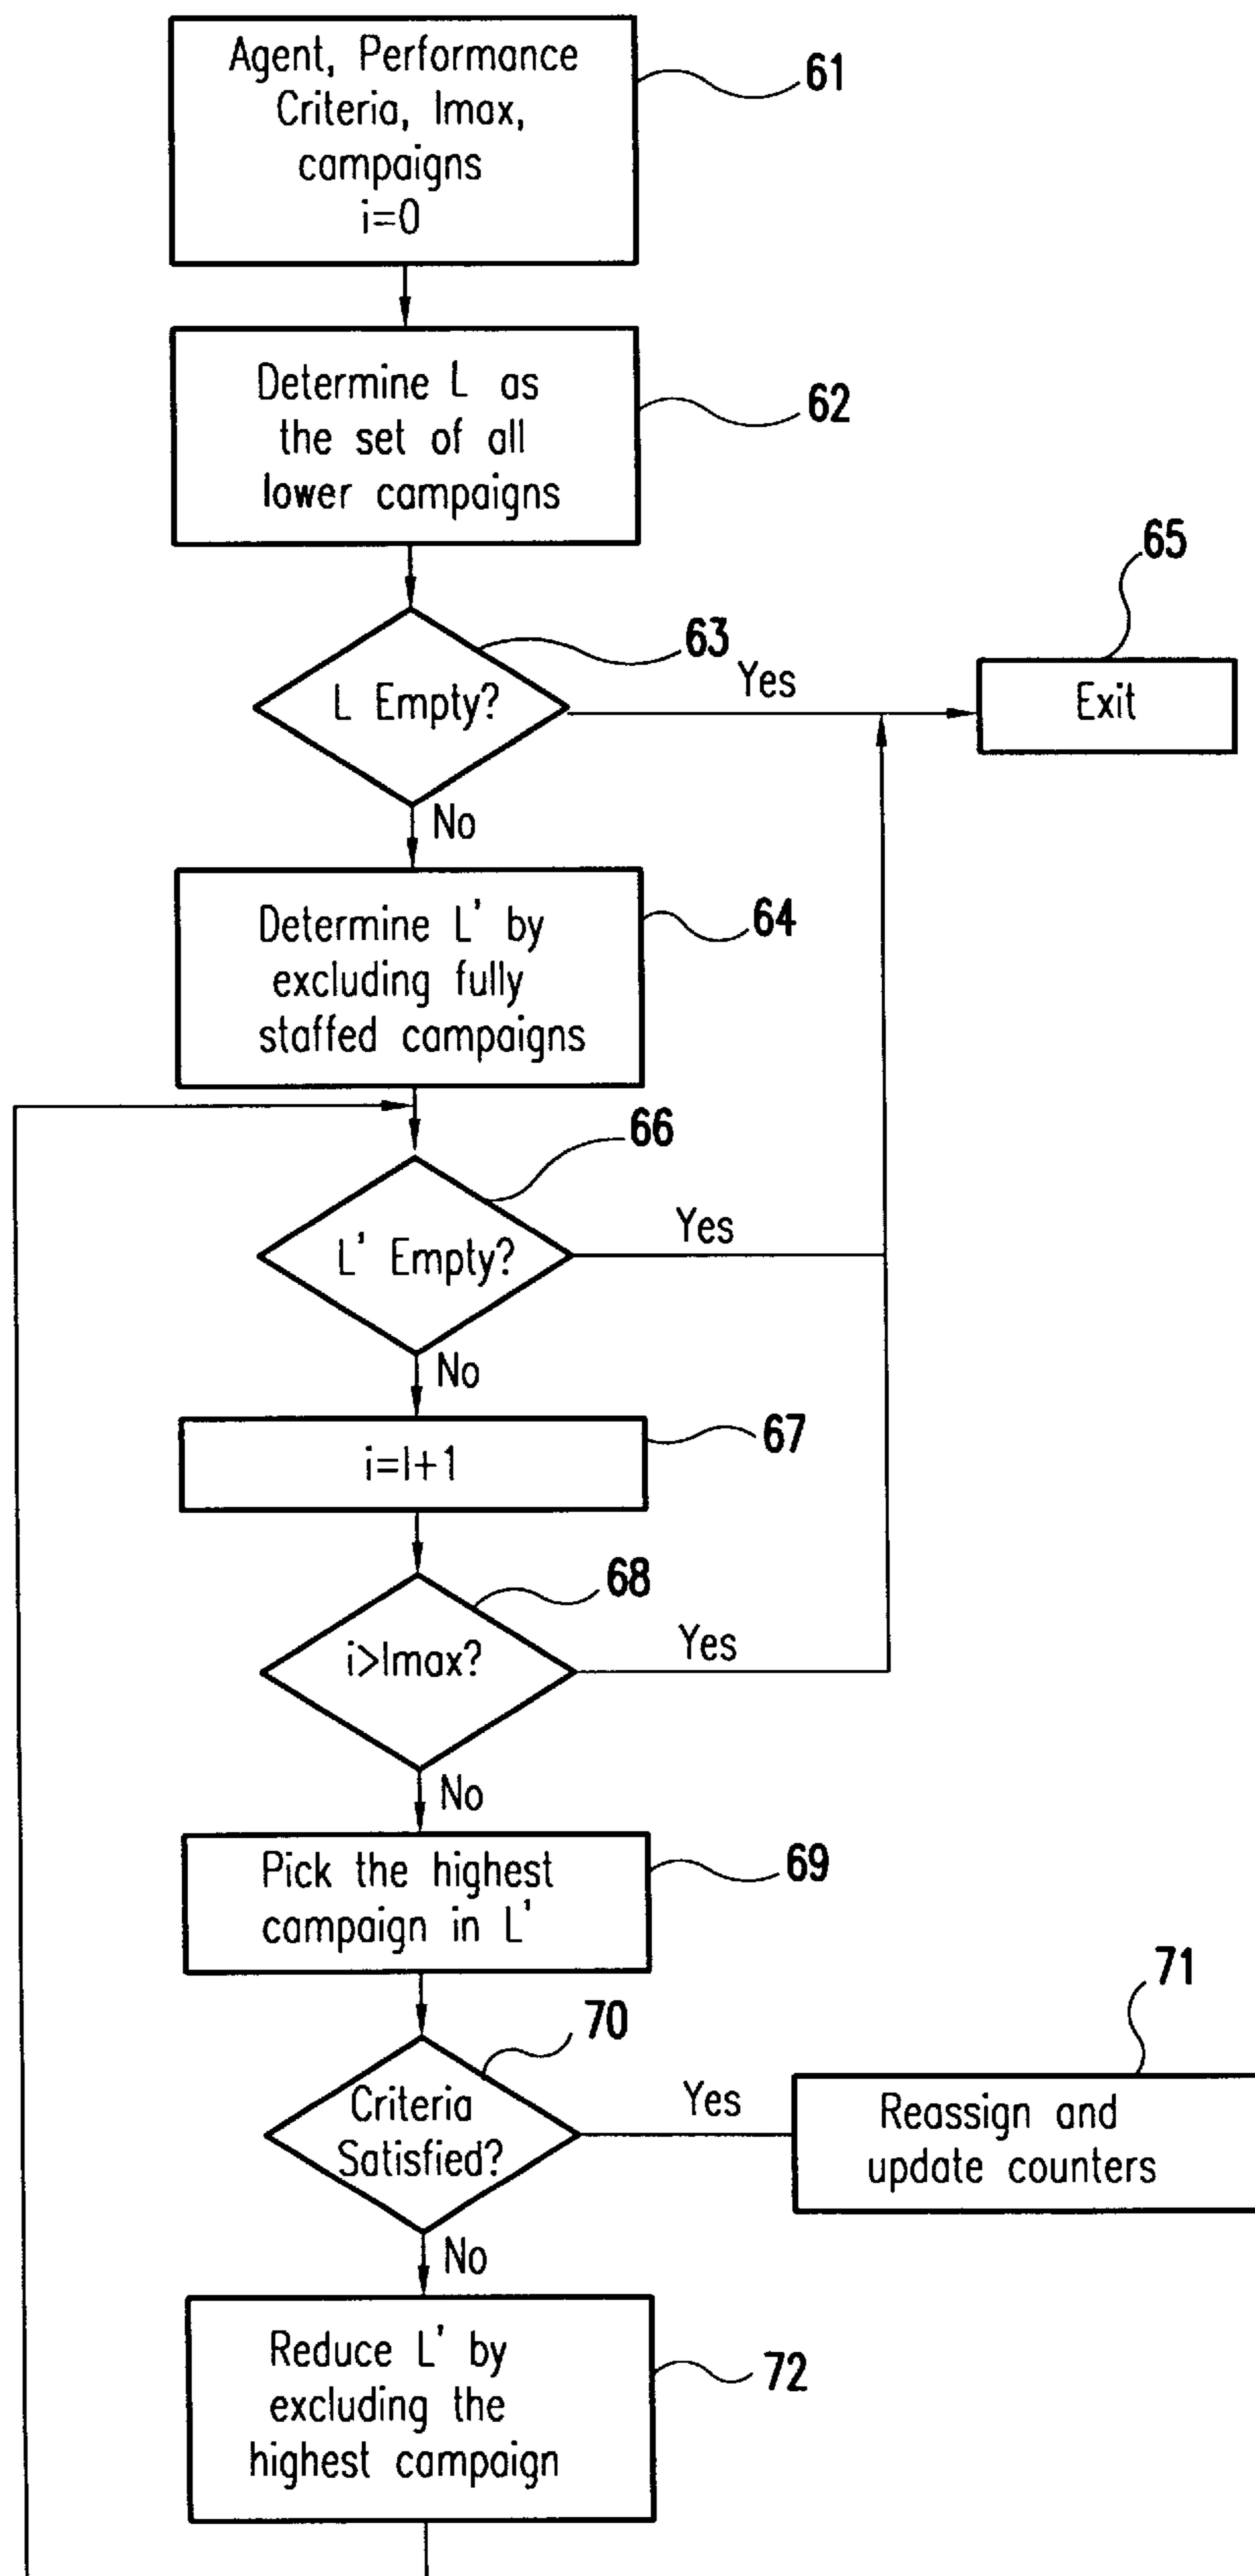 Agent, Performance
Criteria, Imax,
campaigns
i=0
61
Determine L as
the set of all
lower campaigns
62
65
63
L Empty?
Yes
Exit
No
Determine L' by
excluding fully
staffed campaigns
64
66
L' Empty?
Yes
No
i=I+1
67
68
i>Imax?
Yes
No
Pick the highest
campaign in L'
69
71
70
Criteria
Satisfied?
Yes
Reassign and
update counters
No
Reduce L' by
excluding the
highest campaign
72